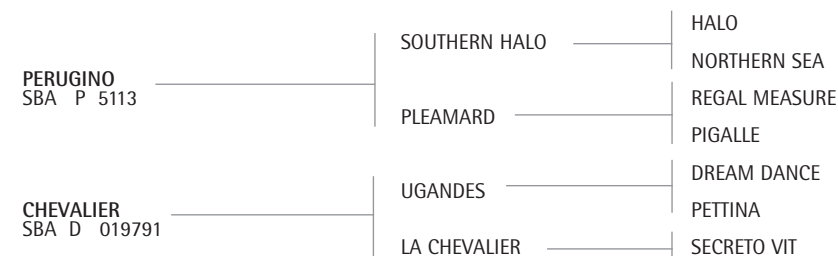 PERUGINO
SBA P 5113
SOUTHERN HALO
HALO
NORTHERN SEA
PLEAMARD
REGAL MEASURE
PIGALLE
CHEVALIER
SBA D 019791
UGANDES
DREAM DANCE
PETTINA
LA CHEVALIER
SECRETO VIT